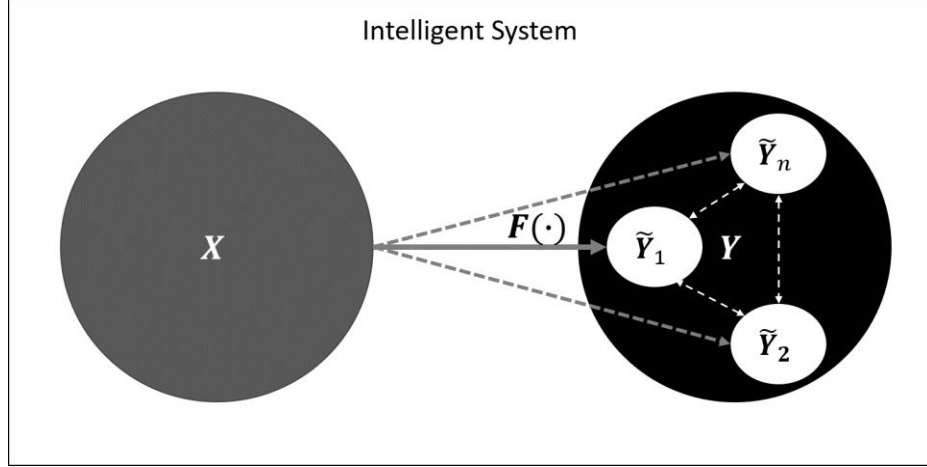 Intelligent System
Ỹₙ
F(·)
X
Ỹ₁
Y
Ỹ₂